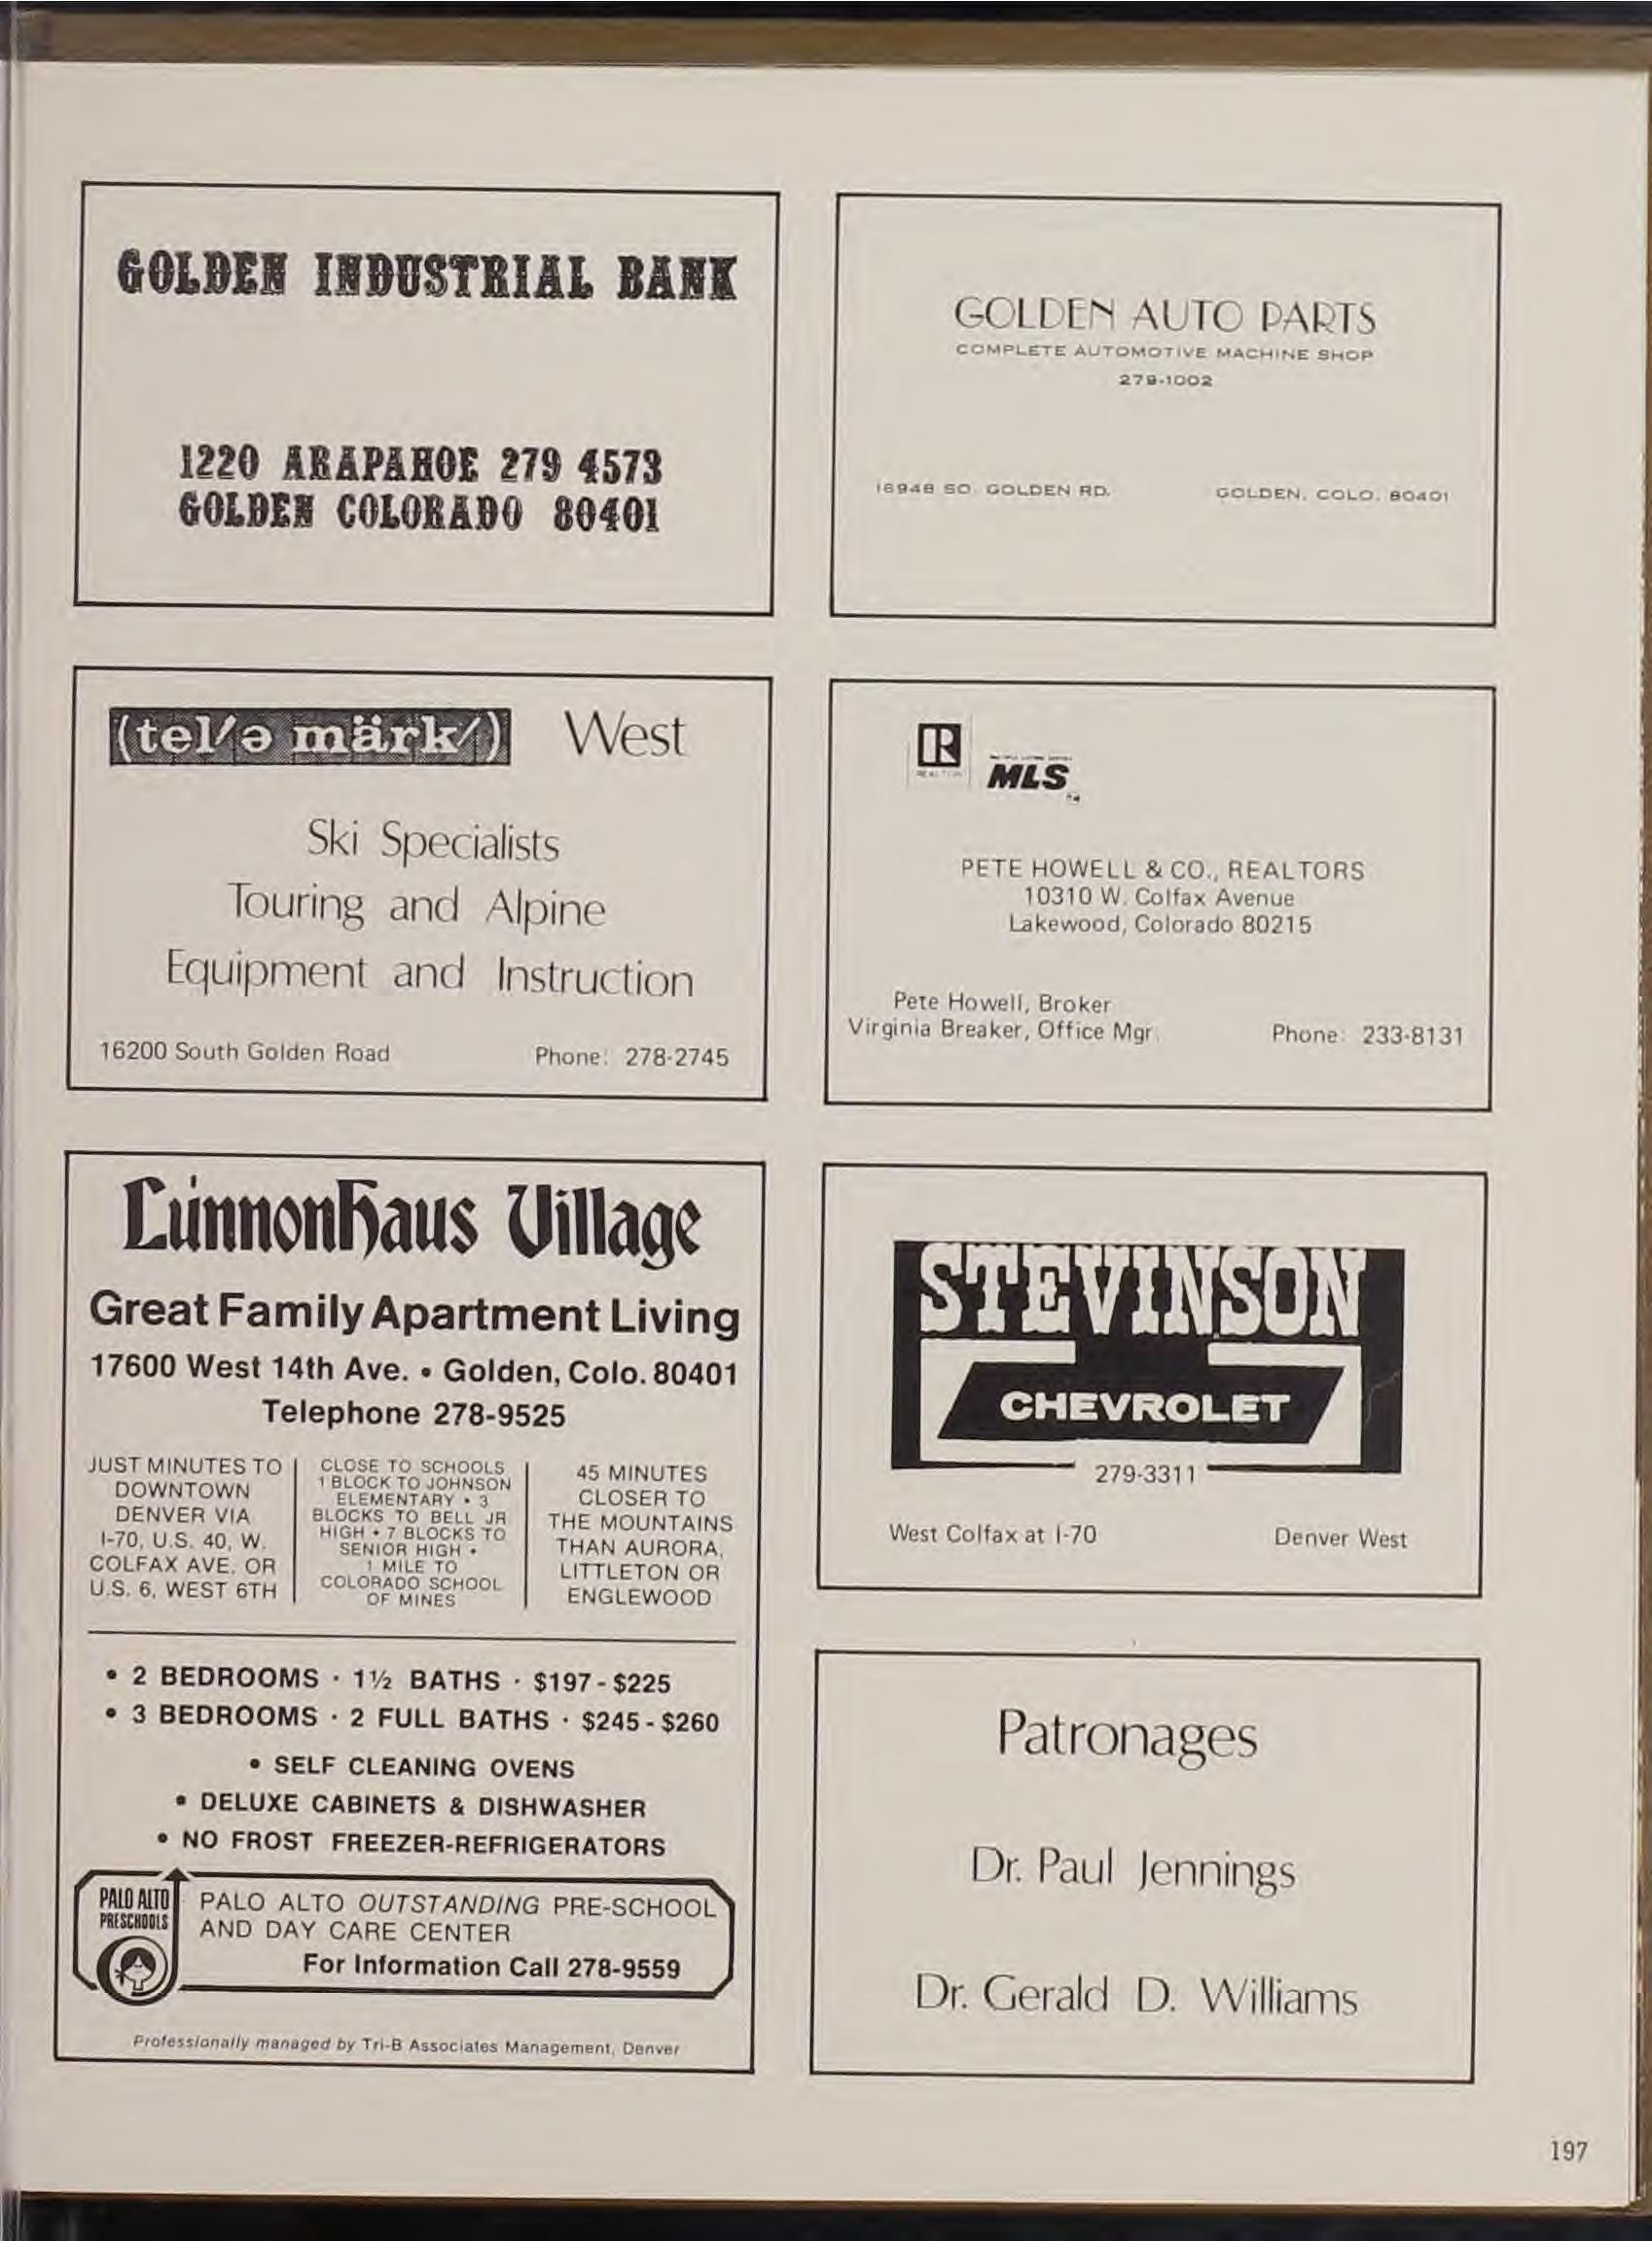 GOLDEN INDUSTRIAL BANK
1220 ARAPAHOE 279 4573
GOLDEN COLORADO 80401
GOLDEN AUTO PARTS
COMPLETE AUTOMOTIVE MACHINE SHOP
279-1002
16948 SO. GOLDEN RD. GOLDEN, COLO. 80401
(tel′ə märk′) West
Ski Specialists
Touring and Alpine
Equipment and Instruction
16200 South Golden Road Phone: 278-2745
R
REALTOR
MLS
PETE HOWELL & CO., REALTORS
10310 W. Colfax Avenue
Lakewood, Colorado 80215
Pete Howell, Broker
Virginia Breaker, Office Mgr. Phone: 233-8131
Lunnonhaus Village
Great Family Apartment Living
17600 West 14th Ave. • Golden, Colo. 80401
Telephone 278-9525
JUST MINUTES TO
DOWNTOWN
DENVER VIA
I-70, U.S. 40, W.
COLFAX AVE. OR
U.S. 6, WEST 6TH
CLOSE TO SCHOOLS
1 BLOCK TO JOHNSON
ELEMENTARY • 3
BLOCKS TO BELL JR
HIGH • 7 BLOCKS TO
SENIOR HIGH •
1 MILE TO
COLORADO SCHOOL
OF MINES
45 MINUTES
CLOSER TO
THE MOUNTAINS
THAN AURORA,
LITTLETON OR
ENGLEWOOD
• 2 BEDROOMS · 1½ BATHS · $197 - $225
• 3 BEDROOMS · 2 FULL BATHS · $245 - $260
• SELF CLEANING OVENS
• DELUXE CABINETS & DISHWASHER
• NO FROST FREEZER-REFRIGERATORS
PALO ALTO
PRESCHOOLS
PALO ALTO OUTSTANDING PRE-SCHOOL
AND DAY CARE CENTER
For Information Call 278-9559
Professionally managed by Tri-B Associates Management, Denver
STEVINSON
CHEVROLET
279-3311
West Colfax at I-70 Denver West
Patronages
Dr. Paul Jennings
Dr. Gerald D. Williams
197